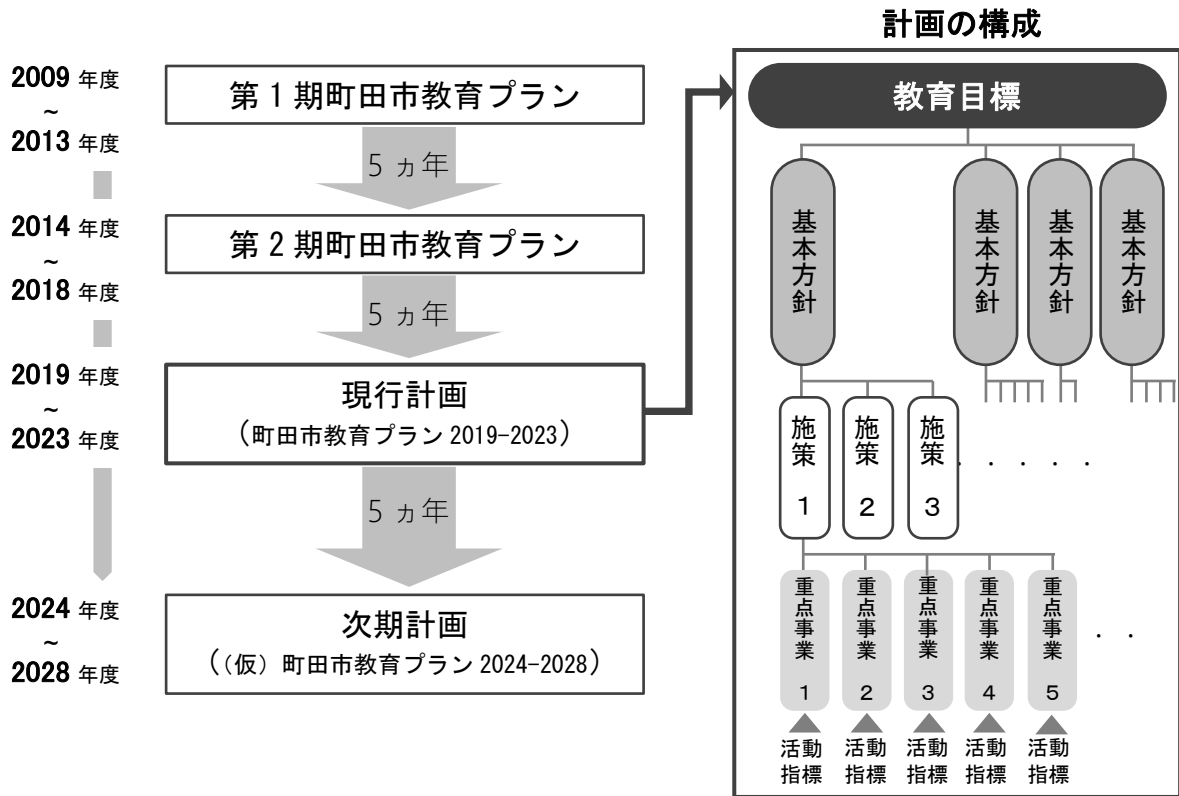 2009 年度
~
2013 年度
第 1 期町田市教育プラン
5 ヵ年
2014 年度
~
2018 年度
第 2 期町田市教育プラン
5 ヵ年
2019 年度
~
2023 年度
現行計画
(町田市教育プラン 2019-2023)
5 ヵ年
2024 年度
~
2028 年度
次期計画
((仮) 町田市教育プラン 2024-2028)
計画の構成
教育目標
基本方針
基本方針
基本方針
基本方針
施策 1
施策 2
施策 3
. . . . .
重点事業 1
重点事業 2
重点事業 3
重点事業 4
重点事業 5
. .
活動
指標
活動
指標
活動
指標
活動
指標
活動
指標